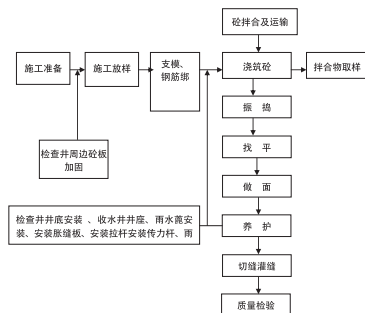 砼拌合及运输
施工准备
施工放样
支模、
钢筋绑
浇筑砼
拌合物取样
振 捣
找 平
检查井周边砼板
加固
做 面
检查井井底安装 、收水井井座、雨水蓖安
装、安装胀缝板、安装拉杆安装传力杆、雨
养 护
切缝灌缝
质量检验